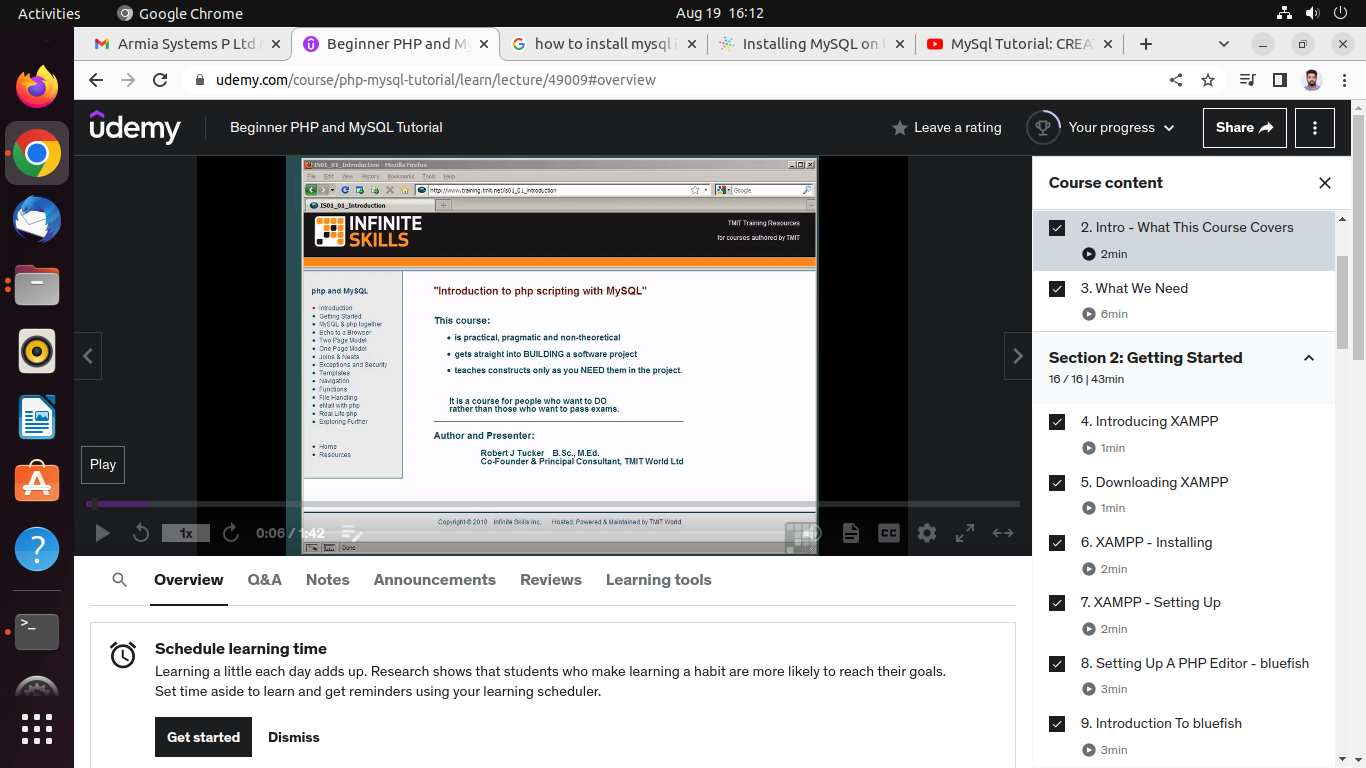 Activities
Google Chrome
Aug 19 16:12
Armia Systems P Ltd
Beginner PHP and My
how to install mysql i
Installing MySQL on U
MySql Tutorial: CREA
udemy.com/course/php-mysql-tutorial/learn/lecture/49009#overview
udemy
Beginner PHP and MySQL Tutorial
Leave a rating
Your progress
Share
IS01_01_Introduction - Mozilla Firefox
File Edit View History Bookmarks Tools Help
http://www.training.tmit.net/is01_01_introduction
Google
IS01_01_Introduction
INFINITE
SKILLS
TMIT Training Resources
for courses authored by TMIT
php and MySQL
Introduction
Getting Started
MySQL & php together
Echo to a Browser
Two Page Model
One Page Model
Joins & Nests
Exceptions and Security
Templates
Navigation
Functions
File Handling
eMail with php
Real Life php
Exploring Further
Home
Resources
"Introduction to php scripting with MySQL"
This course:
is practical, pragmatic and non-theoretical
gets straight into BUILDING a software project
teaches constructs only as you NEED them in the project.
It is a course for people who want to DO
rather than those who want to pass exams.
Author and Presenter:
Robert J Tucker B.Sc., M.Ed.
Co-Founder & Principal Consultant, TMIT World Ltd
Copyright © 2010 Infinite Skills Inc. Hosted, Powered & Maintained by TMIT World
Done
Play
1x
0:06 / 1:42
CC
Course content
2. Intro - What This Course Covers
2min
3. What We Need
6min
Section 2: Getting Started
16 / 16 | 43min
4. Introducing XAMPP
1min
5. Downloading XAMPP
1min
6. XAMPP - Installing
2min
7. XAMPP - Setting Up
2min
8. Setting Up A PHP Editor - bluefish
3min
9. Introduction To bluefish
3min
Overview
Q&A
Notes
Announcements
Reviews
Learning tools
Schedule learning time
Learning a little each day adds up. Research shows that students who make learning a habit are more likely to reach their goals.
Set time aside to learn and get reminders using your learning scheduler.
Get started
Dismiss